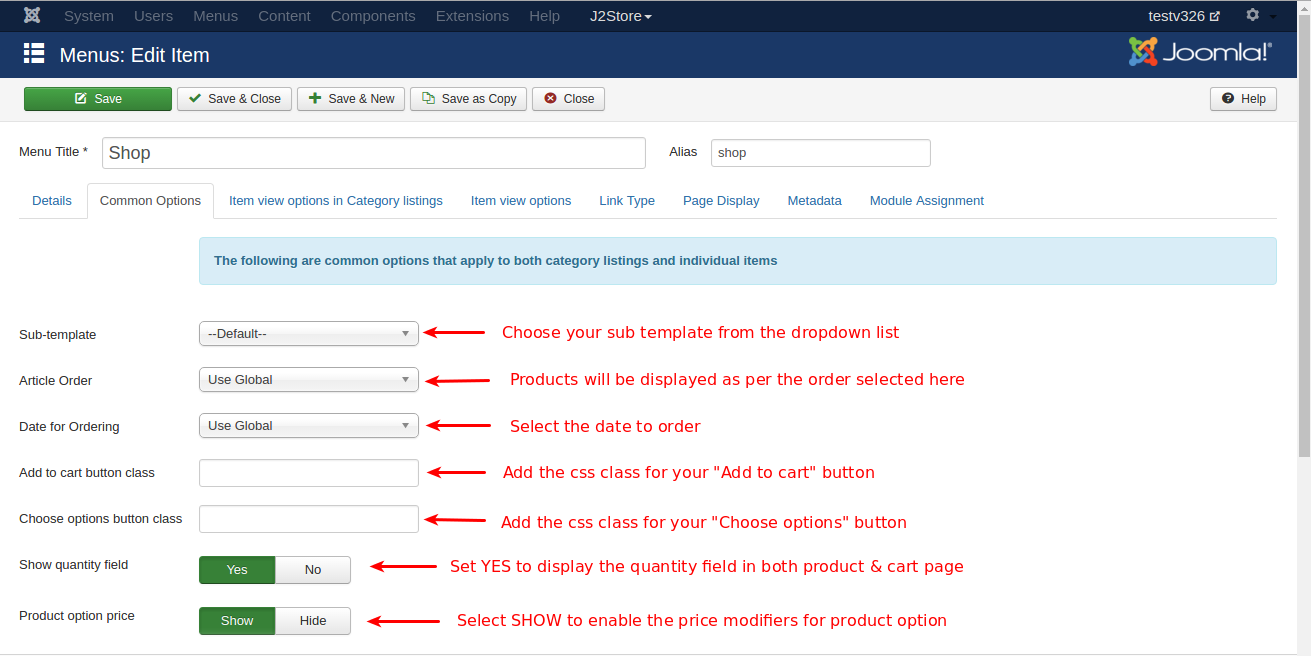 System Users Menus Content Components Extensions Help J2Store testv326
Menus: Edit Item Joomla!®
Save Save & Close Save & New Save as Copy Close Help
Menu Title * Shop Alias shop
Details Common Options Item view options in Category listings Item view options Link Type Page Display Metadata Module Assignment
The following are common options that apply to both category listings and individual items
Sub-template --Default-- Choose your sub template from the dropdown list
Article Order Use Global Products will be displayed as per the order selected here
Date for Ordering Use Global Select the date to order
Add to cart button class Add the css class for your "Add to cart" button
Choose options button class Add the css class for your "Choose options" button
Show quantity field Yes No Set YES to display the quantity field in both product & cart page
Product option price Show Hide Select SHOW to enable the price modifiers for product option